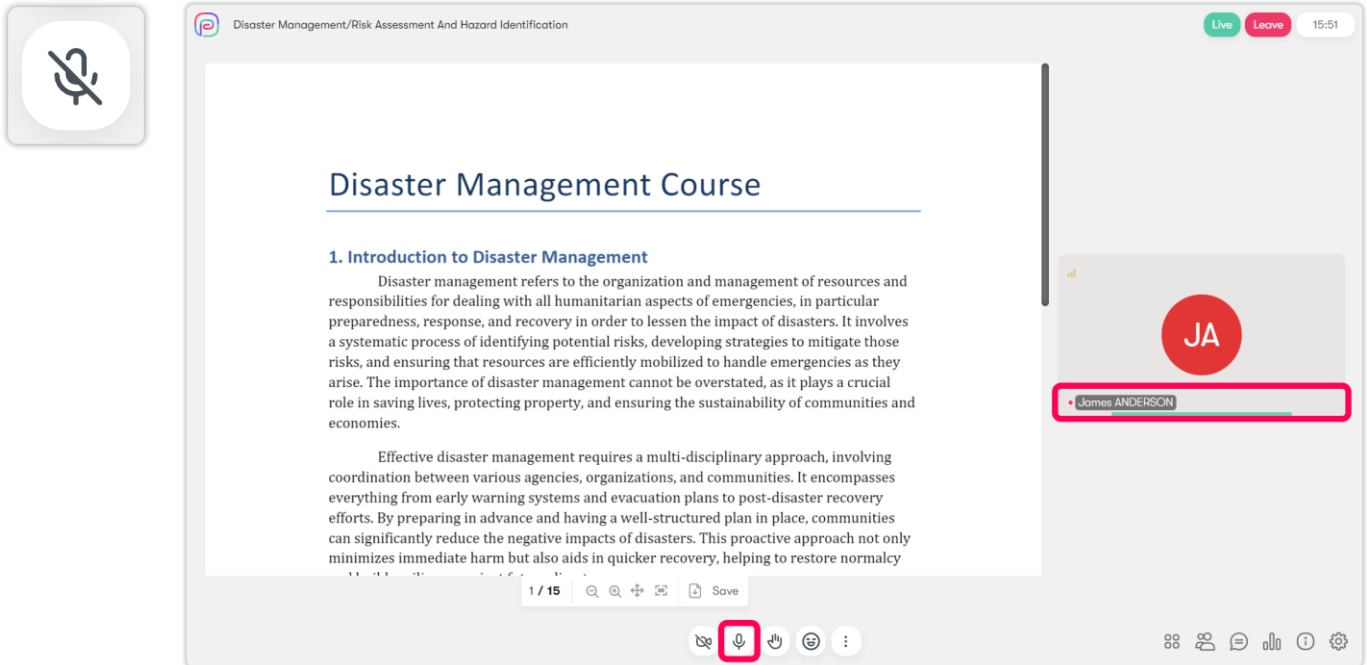 Disaster Management/Risk Assessment And Hazard Identification
Live
Leave
15:51
Disaster Management Course
1. Introduction to Disaster Management
Disaster management refers to the organization and management of resources and
responsibilities for dealing with all humanitarian aspects of emergencies, in particular
preparedness, response, and recovery in order to lessen the impact of disasters. It involves
a systematic process of identifying potential risks, developing strategies to mitigate those
risks, and ensuring that resources are efficiently mobilized to handle emergencies as they
arise. The importance of disaster management cannot be overstated, as it plays a crucial
role in saving lives, protecting property, and ensuring the sustainability of communities and
economies.
Effective disaster management requires a multi-disciplinary approach, involving
coordination between various agencies, organizations, and communities. It encompasses
everything from early warning systems and evacuation plans to post-disaster recovery
efforts. By preparing in advance and having a well-structured plan in place, communities
can significantly reduce the negative impacts of disasters. This proactive approach not only
minimizes immediate harm but also aids in quicker recovery, helping to restore normalcy
JA
James ANDERSON
1 / 15
Save